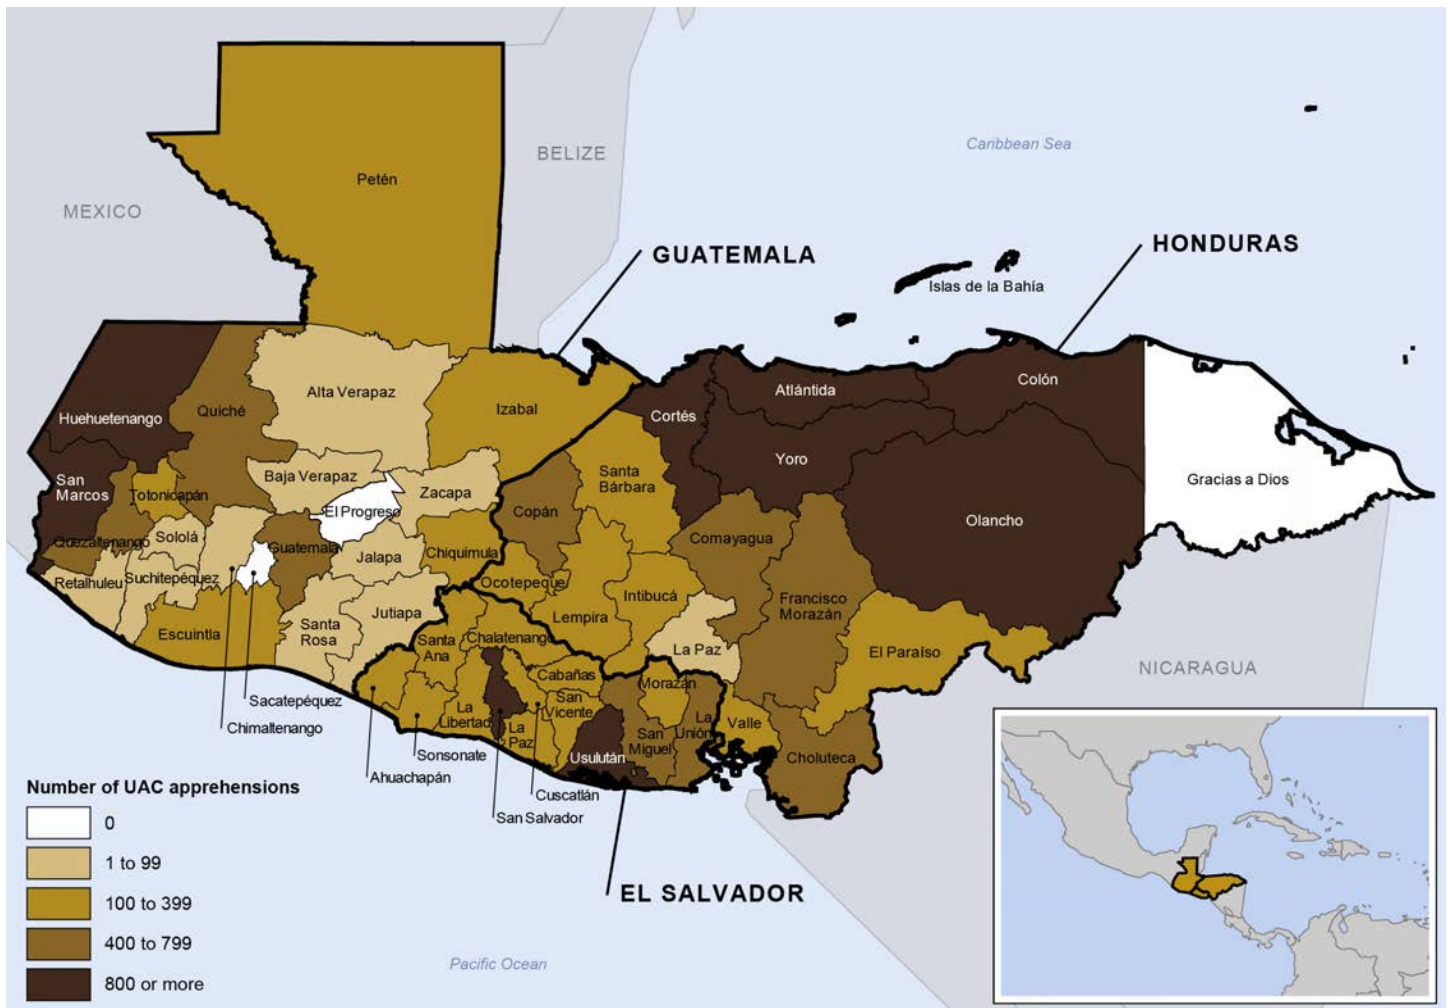 Caribbean Sea
BELIZE
Petén
MEXICO
GUATEMALA
HONDURAS
Islas de la Bahía
Huehuetenango
Quiché
Alta Verapaz
Izabal
Cortés
Atlántida
Colón
Yoro
San
Marcos
Totonicapán
Baja Verapaz
Zacapa
Santa
Bárbara
Gracias a Dios
El Progreso
Copán
Olancho
Quezaltenango
Sololá
Guatemala
Jalapa
Chiquimula
Comayagua
Retalhuleu
Suchitepéquez
Ocotepeque
Intibucá
Francisco
Morazán
Escuintla
Santa
Rosa
Jutiapa
Lempira
Santa
Ana
Chalatenango
La Paz
El Paraíso
NICARAGUA
Cabañas
Morazán
Sacatepéquez
Chimaltenango
La
Libertad
San
Vicente
La
Paz
Usulután
San
Miguel
La
Unión
Valle
Choluteca
Sonsonate
Ahuachapán
Cuscatlán
San Salvador
EL SALVADOR
Number of UAC apprehensions
0
1 to 99
100 to 399
400 to 799
800 or more
Pacific Ocean